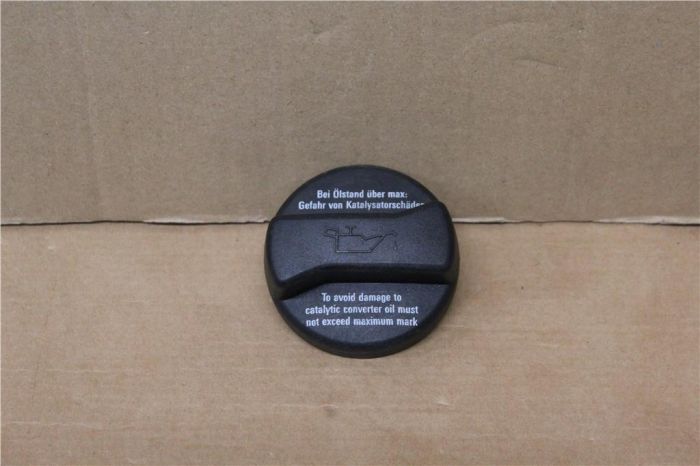 Bei Ölstand über max:
Gefahr von Katalysatorschäden
To avoid damage to
catalytic converter oil must
not exceed maximum mark